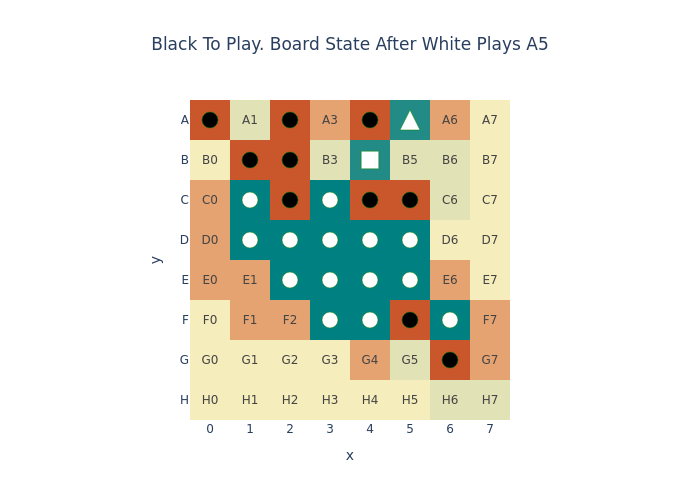 Black To Play. Board State After White Plays A5
A A1 A3 A6 A7
B B0 B3 B5 B6 B7
C C0 C6 C7
D D0 D6 D7
E E0 E1 E6 E7
F F0 F1 F2 F7
G G0 G1 G2 G3 G4 G5 G7
H H0 H1 H2 H3 H4 H5 H6 H7
0 1 2 3 4 5 6 7
x
y